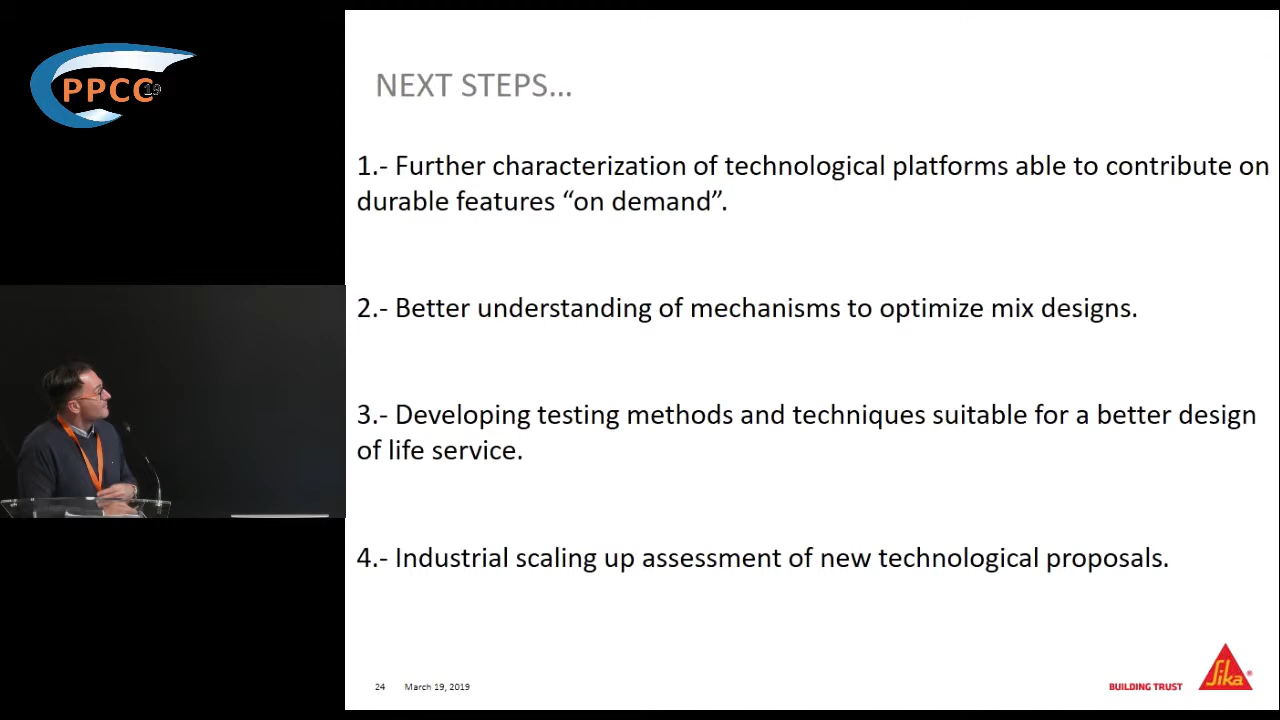 PPCC 19
NEXT STEPS...
1.- Further characterization of technological platforms able to contribute on
durable features “on demand”.
2.- Better understanding of mechanisms to optimize mix designs.
3.- Developing testing methods and techniques suitable for a better design
of life service.
4.- Industrial scaling up assessment of new technological proposals.
24 March 19, 2019
BUILDING TRUST
Sika®